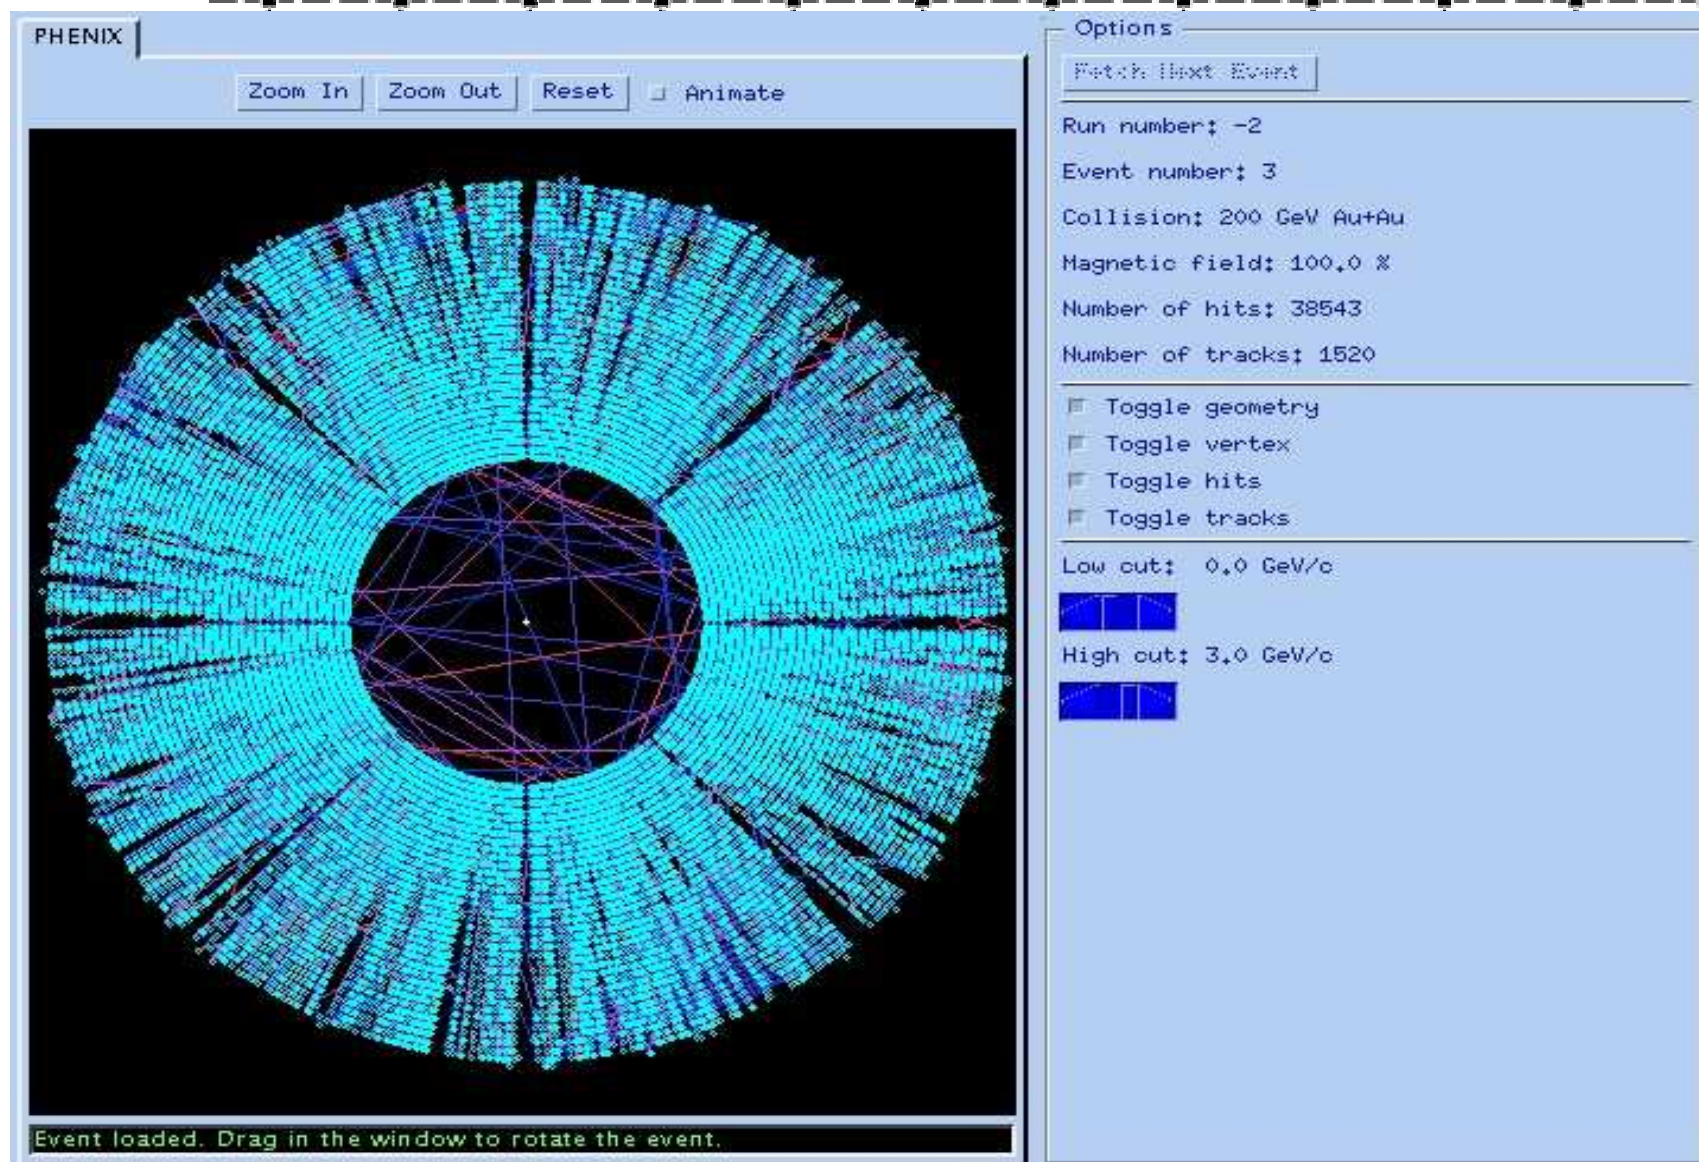 PHENIX
Zoom In Zoom Out Reset Animate
Event loaded. Drag in the window to rotate the event.
Options
Fetch Next Event
Run number: -2
Event number: 3
Collision: 200 GeV Au+Au
Magnetic field: 100.0 %
Number of hits: 38543
Number of tracks: 1520
Toggle geometry
Toggle vertex
Toggle hits
Toggle tracks
Low cut: 0.0 GeV/c
High cut: 3.0 GeV/c